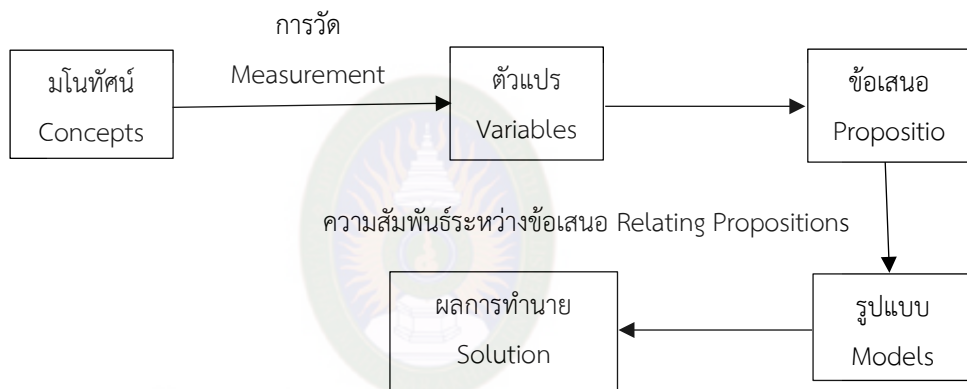 การวัด
Measurement
มโนทัศน์
Concepts
ตัวแปร
Variables
ข้อเสนอ
Propositio
ความสัมพันธ์ระหว่างข้อเสนอ Relating Propositions
รูปแบบ
Models
ผลการทำนาย
Solution